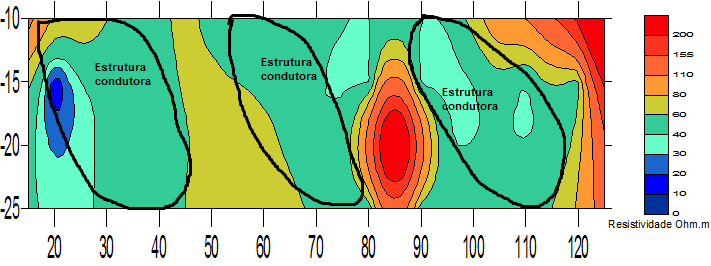 -10
-15
-20
-25
Estrutura
condutora
Estrutura
condutora
Estrutura
condutora
20 30 40 50 60 70 80 90 100 110 120
200
155
110
80
60
40
30
20
10
0
Resistividade Ohm.m